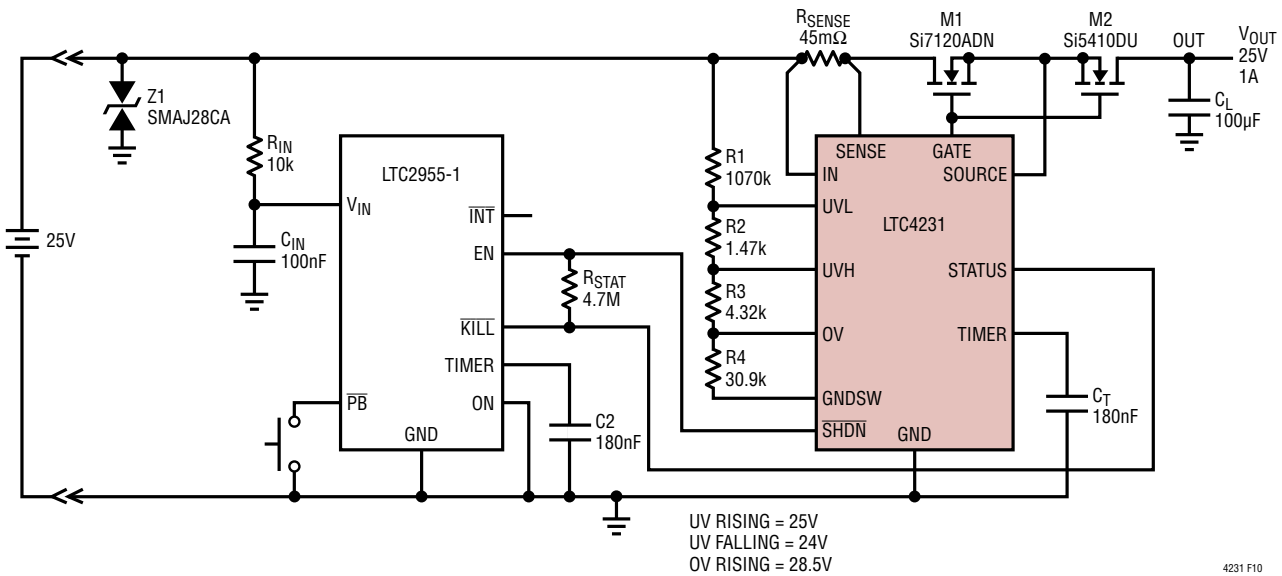 25V
Z1
SMAJ28CA
RIN
10k
CIN
100nF
LTC2955-1
VIN
INT
EN
KILL
TIMER
ON
PB
GND
RSTAT
4.7M
C2
180nF
R1
1070k
R2
1.47k
R3
4.32k
R4
30.9k
RSENSE
45mΩ
M1
Si7120ADN
M2
Si5410DU
OUT
VOUT
25V
1A
CL
100µF
SENSE
GATE
IN
SOURCE
UVL
LTC4231
UVH
STATUS
OV
TIMER
GNDSW
SHDN
GND
CT
180nF
UV RISING = 25V
UV FALLING = 24V
OV RISING = 28.5V
4231 F10